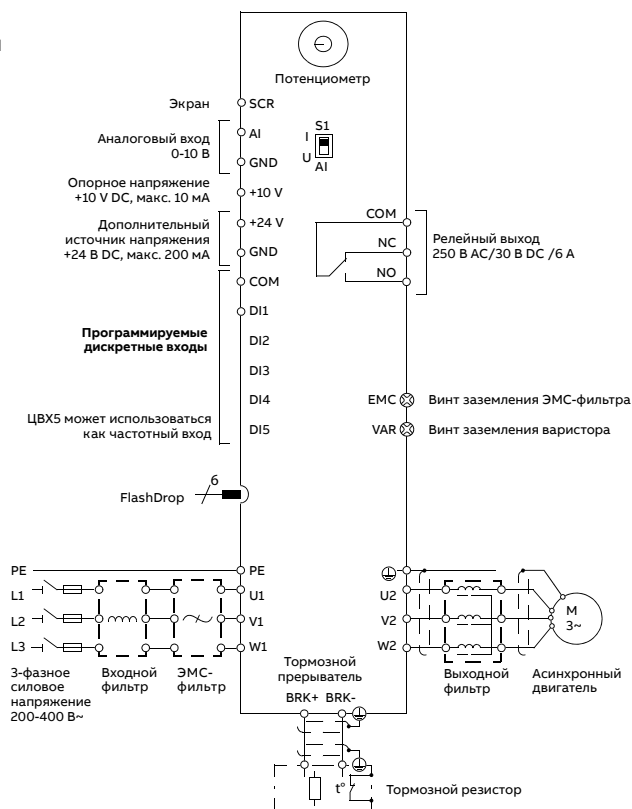 Потенциометр
Экран
SCR
Аналоговый вход
0-10 В
AI
GND
S1
I
U
AI
Опорное напряжение
+10 V DC, макс. 10 мА
+10 V
Дополнительный
источник напряжения
+24 В DC, макс. 200 мА
+24 V
GND
COM
NC
NO
Релейный выход
250 В AC/30 В DC /6 А
COM
DI1
Программируемые
дискретные входы
DI2
DI3
DI4
ЦВХ5 может использоваться
как частотный вход
DI5
EMC
Винт заземления ЭМС-фильтра
VAR
Винт заземления варистора
FlashDrop
6
PE
PE
L1
U1
U2
L2
V1
V2
L3
W1
W2
M
3~
3-фазное
силовое
напряжение
200-400 В~
Входной
фильтр
ЭМС-
фильтр
Тормозной
прерыватель
BRK+ BRK-
Выходной
фильтр
Асинхронный
двигатель
t°
Тормозной резистор